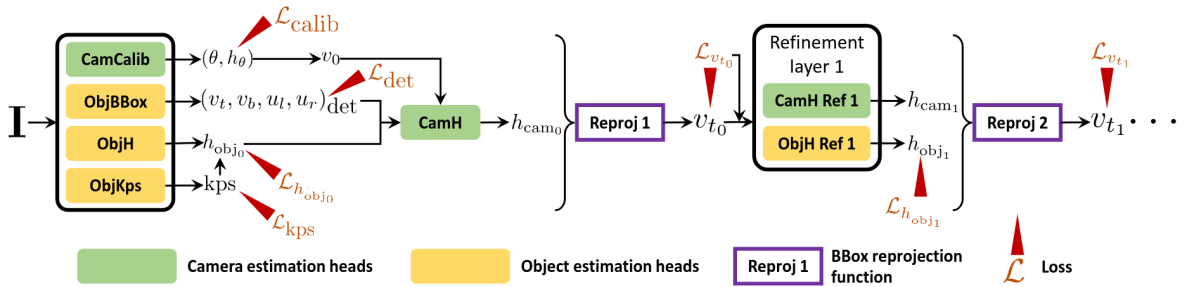 I
CamCalib
ObjBBox
ObjH
ObjKps
(θ, h_θ)
v_0
(v_t, v_b, u_l, u_r)_det
h_obj_0
kps
ℒ_calib
ℒ_det
ℒ_h_obj_0
ℒ_kps
CamH
h_cam_0
Reproj 1
v_t_0
ℒ_v_t_0
Refinement
layer 1
CamH Ref 1
ObjH Ref 1
h_cam_1
h_obj_1
ℒ_h_obj_1
Reproj 2
v_t_1 ···
ℒ_v_t_1
Camera estimation heads
Object estimation heads
Reproj 1
BBox reprojection
function
ℒ
Loss